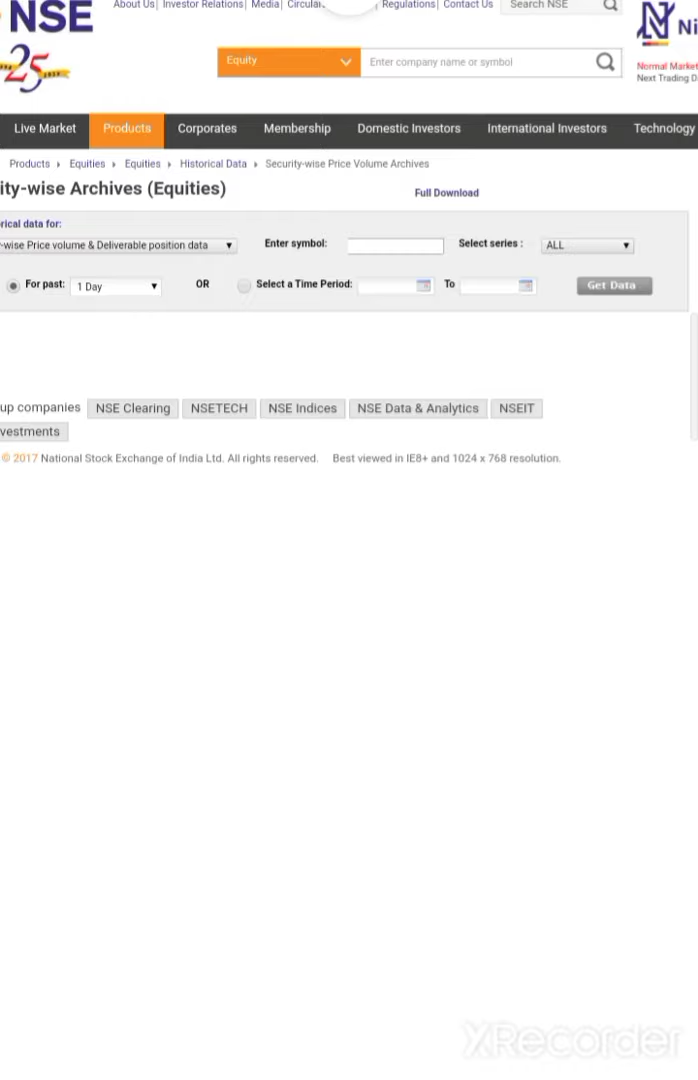 NSE
About Us| Investor Relations| Media| Circular
Regulations| Contact Us
Search NSE
25
Equity
Enter company name or symbol
Ni
Normal Market
Next Trading D
Live Market Products Corporates Membership Domestic Investors International Investors Technology
Products › Equities › Equities › Historical Data › Security-wise Price Volume Archives
ity-wise Archives (Equities)
Full Download
rical data for:
-wise Price volume & Deliverable position data
Enter symbol:
Select series :
ALL
For past:
1 Day
OR
Select a Time Period:
To
Get Data
up companies NSE Clearing NSETECH NSE Indices NSE Data & Analytics NSEIT
vestments
© 2017 National Stock Exchange of India Ltd. All rights reserved. Best viewed in IE8+ and 1024 x 768 resolution.
XRecorder